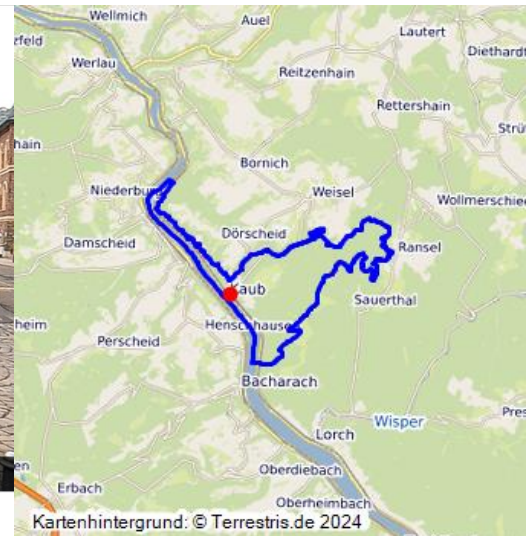 Wellmich
Auel
Lautert
zfeld
Werlau
Diethardt
Reitzenhain
Rettershain
hain
Strü
Bornich
Niederburg
Weisel
Wollmerschied
Dörscheid
Damscheid
Ransel
Kaub
Sauerthal
heim
Henschhausen
Perscheid
Bacharach
Pres
Wisper
Lorch
en
Oberdiebach
Erbach
Oberheimbach
Kartenhintergrund: © Terrestris.de 2024